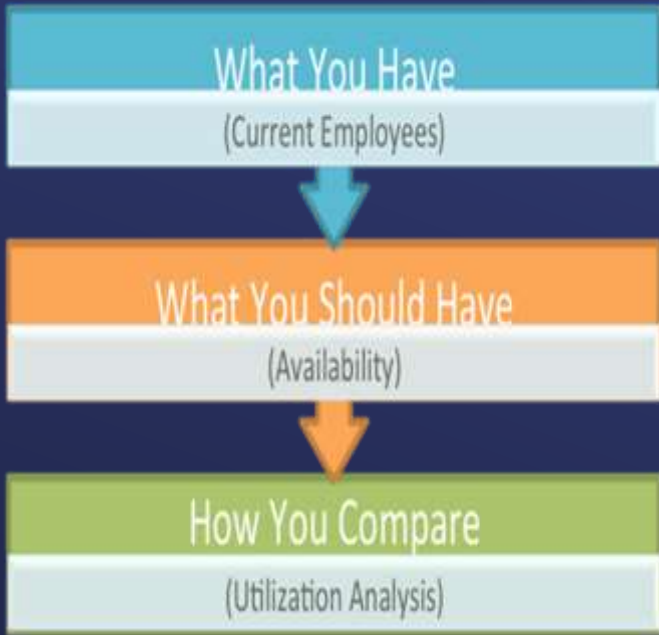 What You Have
(Current Employees)
What You Should Have
(Availability)
How You Compare
(Utilization Analysis)